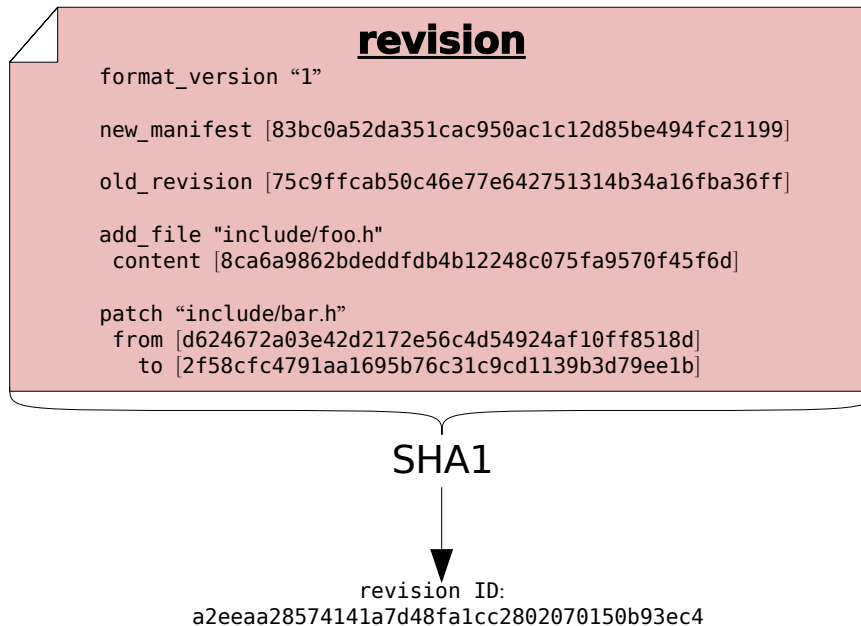 revision
format_version “1”
new_manifest [83bc0a52da351cac950ac1c12d85be494fc21199]
old_revision [75c9ffcab50c46e77e642751314b34a16fba36ff]
add_file "include/foo.h"
content [8ca6a9862bdeddfdb4b12248c075fa9570f45f6d]
patch “include/bar.h”
from [d624672a03e42d2172e56c4d54924af10ff8518d]
to [2f58cfc4791aa1695b76c31c9cd1139b3d79ee1b]
SHA1
revision ID:
a2eeaa28574141a7d48fa1cc2802070150b93ec4